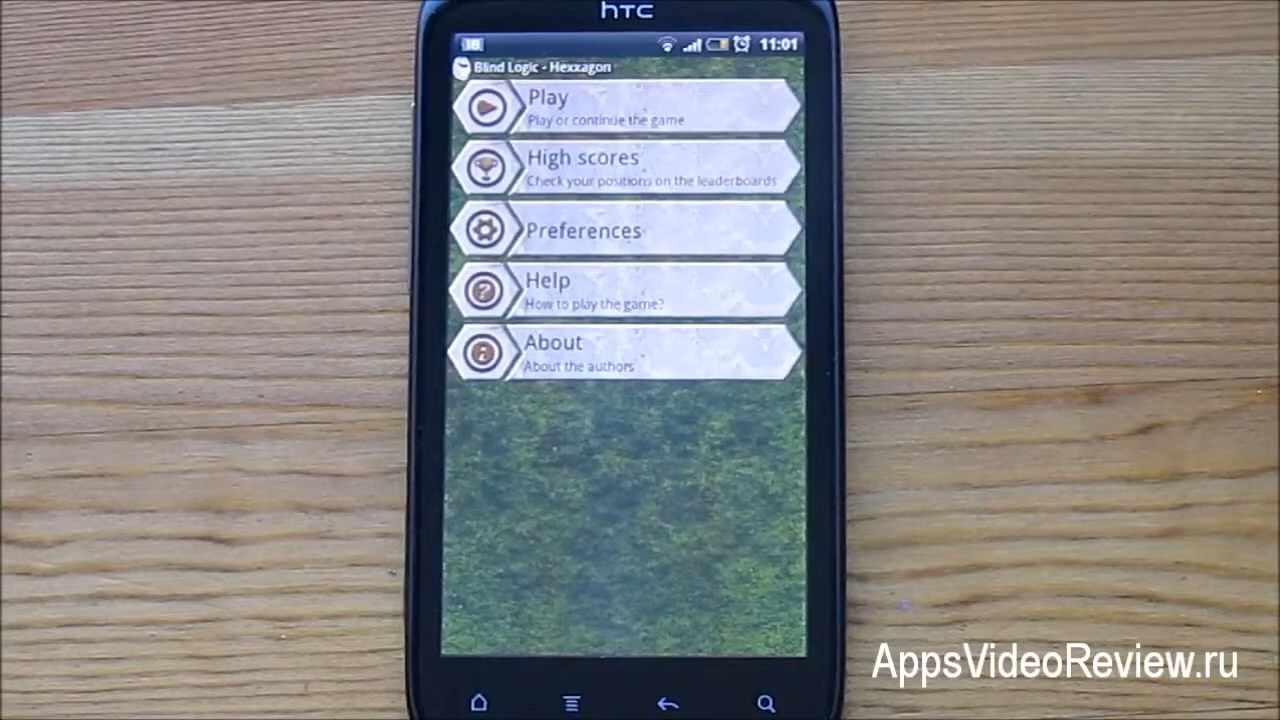 hTC
11:01
Blind Logic - Hexxagon
Play
Play or continue the game
High scores
Check your positions on the leaderboards
Preferences
Help
How to play the game?
About
About the authors
AppsVideoReview.ru